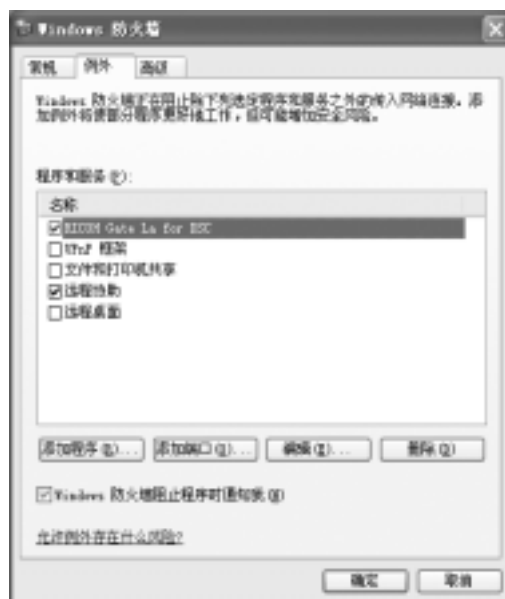 Windows 防火墙
常规 例外 高级
Windows 防火墙正在阻止除下列选定程序和服务之外的传入网络连接。添
加例外将使部分程序更好地工作，但可能增加安全风险。
程序和服务(P):
名称
RICOH Gate La for DSC
UPnP 框架
文件和打印机共享
远程协助
远程桌面
添加程序(R)... 添加端口(O)... 编辑(E)... 删除(D)
Windows 防火墙阻止程序时通知我(N)
允许例外存在什么风险?
确定 取消